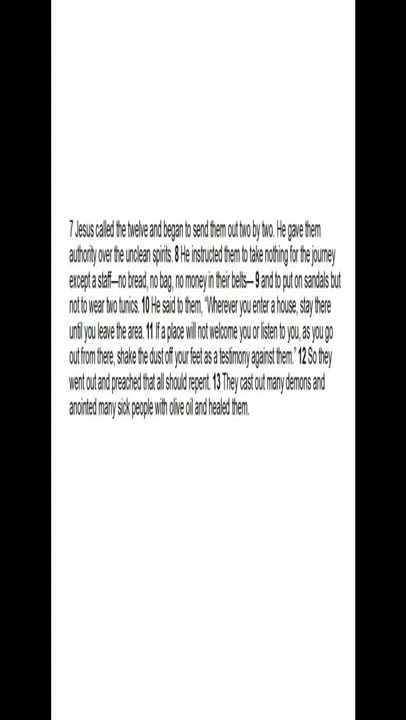 7 Jesus called the twelve and began to send them out two by two. He gave them
authority over the unclean spirits. 8 He instructed them to take nothing for the journey
except a staff—no bread, no bag, no money in their belts— 9 and to put on sandals but
not to wear two tunics. 10 He said to them, “Wherever you enter a house, stay there
until you leave the area. 11 If a place will not welcome you or listen to you, as you go
out from there, shake the dust off your feet as a testimony against them.” 12 So they
went out and preached that all should repent. 13 They cast out many demons and
anointed many sick people with olive oil and healed them.